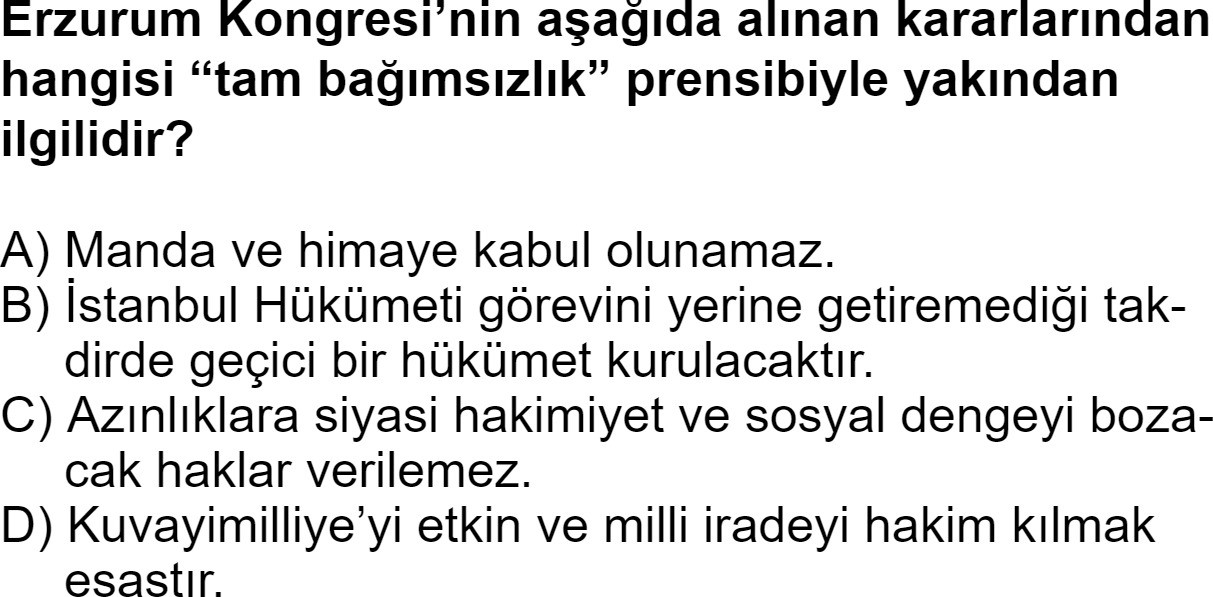 Erzurum Kongresi’nin aşağıda alınan kararlarından
hangisi “tam bağımsızlık” prensibiyle yakından
ilgilidir?
A) Manda ve himaye kabul olunamaz.
B) İstanbul Hükümeti görevini yerine getiremediği tak-
dirde geçici bir hükümet kurulacaktır.
C) Azınlıklara siyasi hakimiyet ve sosyal dengeyi boza-
cak haklar verilemez.
D) Kuvayimilliye’yi etkin ve milli iradeyi hakim kılmak
esastır.